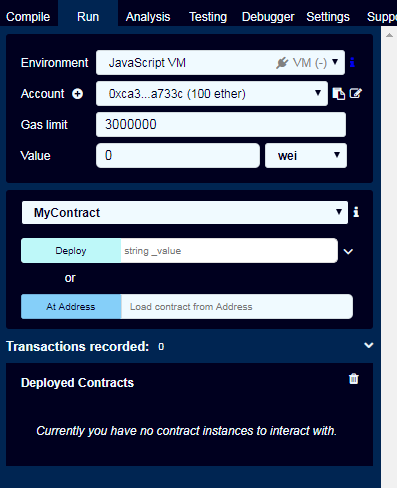 Compile Run Analysis Testing Debugger Settings Suppo
Environment JavaScript VM VM (-) i
Account 0xca3...a733c (100 ether)
Gas limit 3000000
Value 0 wei
MyContract i
Deploy string _value
or
At Address Load contract from Address
Transactions recorded: 0
Deployed Contracts
Currently you have no contract instances to interact with.